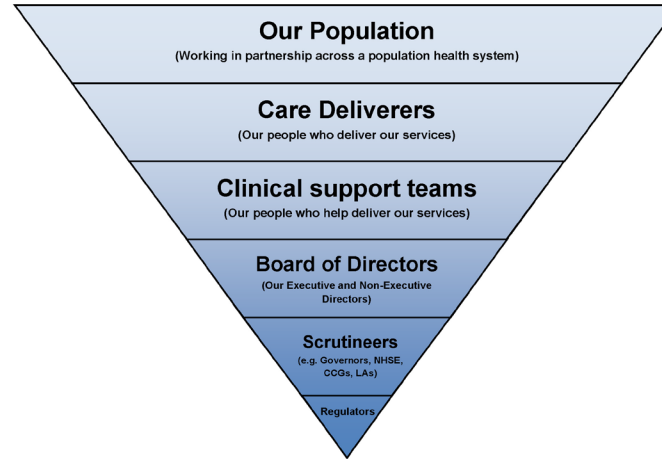 Our Population
(Working in partnership across a population health system)
Care Deliverers
(Our people who deliver our services)
Clinical support teams
(Our people who help deliver our services)
Board of Directors
(Our Executive and Non-Executive
Directors)
Scrutineers
(e.g. Governors, NHSE,
CCGs, LAs)
Regulators